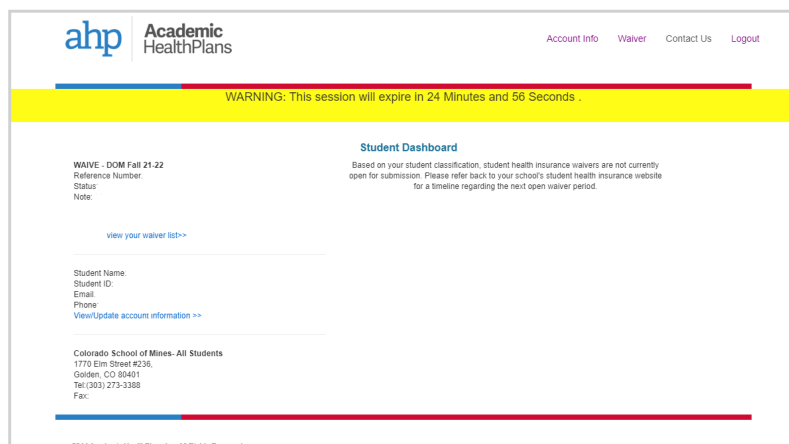 ahp Academic
HealthPlans
Account Info Waiver Contact Us Logout
WARNING: This session will expire in 24 Minutes and 56 Seconds .
Student Dashboard
WAIVE - DOM Fall 21-22
Reference Number:
Status:
Note:
view your waiver list>>
Based on your student classification, student health insurance waivers are not currently
open for submission. Please refer back to your school's student health insurance website
for a timeline regarding the next open waiver period.
Student Name:
Student ID:
Email:
Phone:
View/Update account information >>
Colorado School of Mines- All Students
1770 Elm Street #236,
Golden, CO 80401
Tel:(303) 273-3388
Fax: